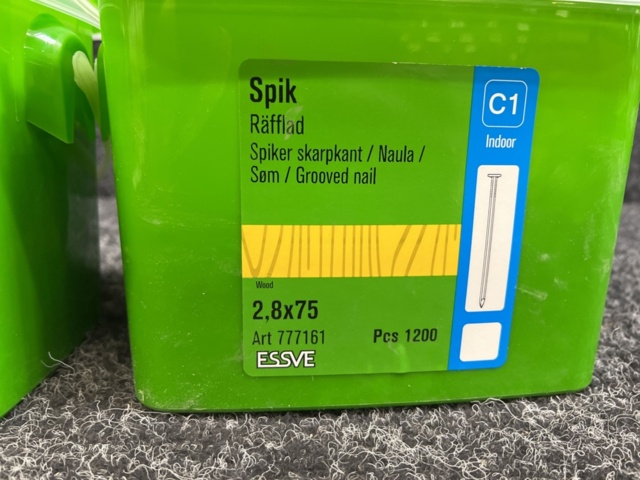 Spik
Räfflad
Spiker skarpkant / Naula /
Søm / Grooved nail
C1
Indoor
Wood
2,8x75
Art 777161 Pcs 1200
ESSVE